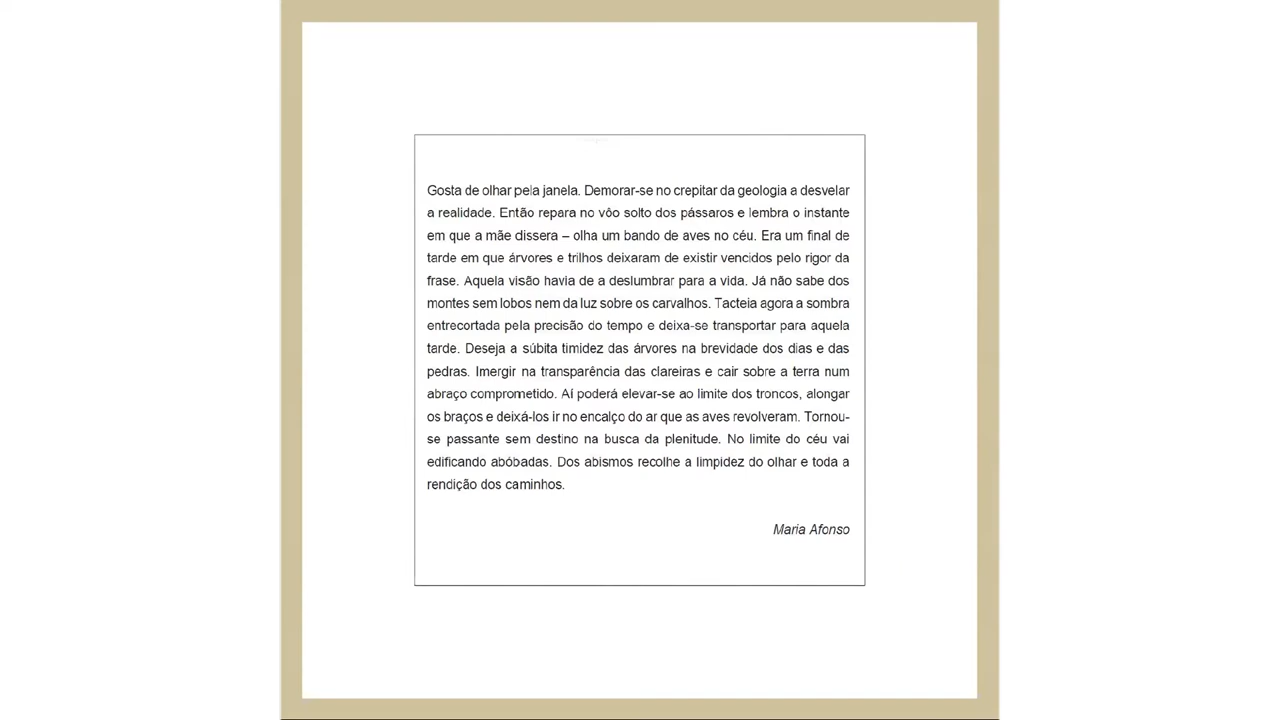 Gosta de olhar pela janela. Demorar-se no crepitar da geologia a desvelar
a realidade. Então repara no vôo solto dos pássaros e lembra o instante
em que a mãe dissera – olha um bando de aves no céu. Era um final de
tarde em que árvores e trilhos deixaram de existir vencidos pelo rigor da
frase. Aquela visão havia de a deslumbrar para a vida. Já não sabe dos
montes sem lobos nem da luz sobre os carvalhos. Tacteia agora a sombra
entrecortada pela precisão do tempo e deixa-se transportar para aquela
tarde. Deseja a súbita timidez das árvores na brevidade dos dias e das
pedras. Imergir na transparência das clareiras e cair sobre a terra num
abraço comprometido. Aí poderá elevar-se ao limite dos troncos, alongar
os braços e deixá-los ir no encalço do ar que as aves revolveram. Tornou-
se passante sem destino na busca da plenitude. No limite do céu vai
edificando abóbadas. Dos abismos recolhe a limpidez do olhar e toda a
rendição dos caminhos.
Maria Afonso